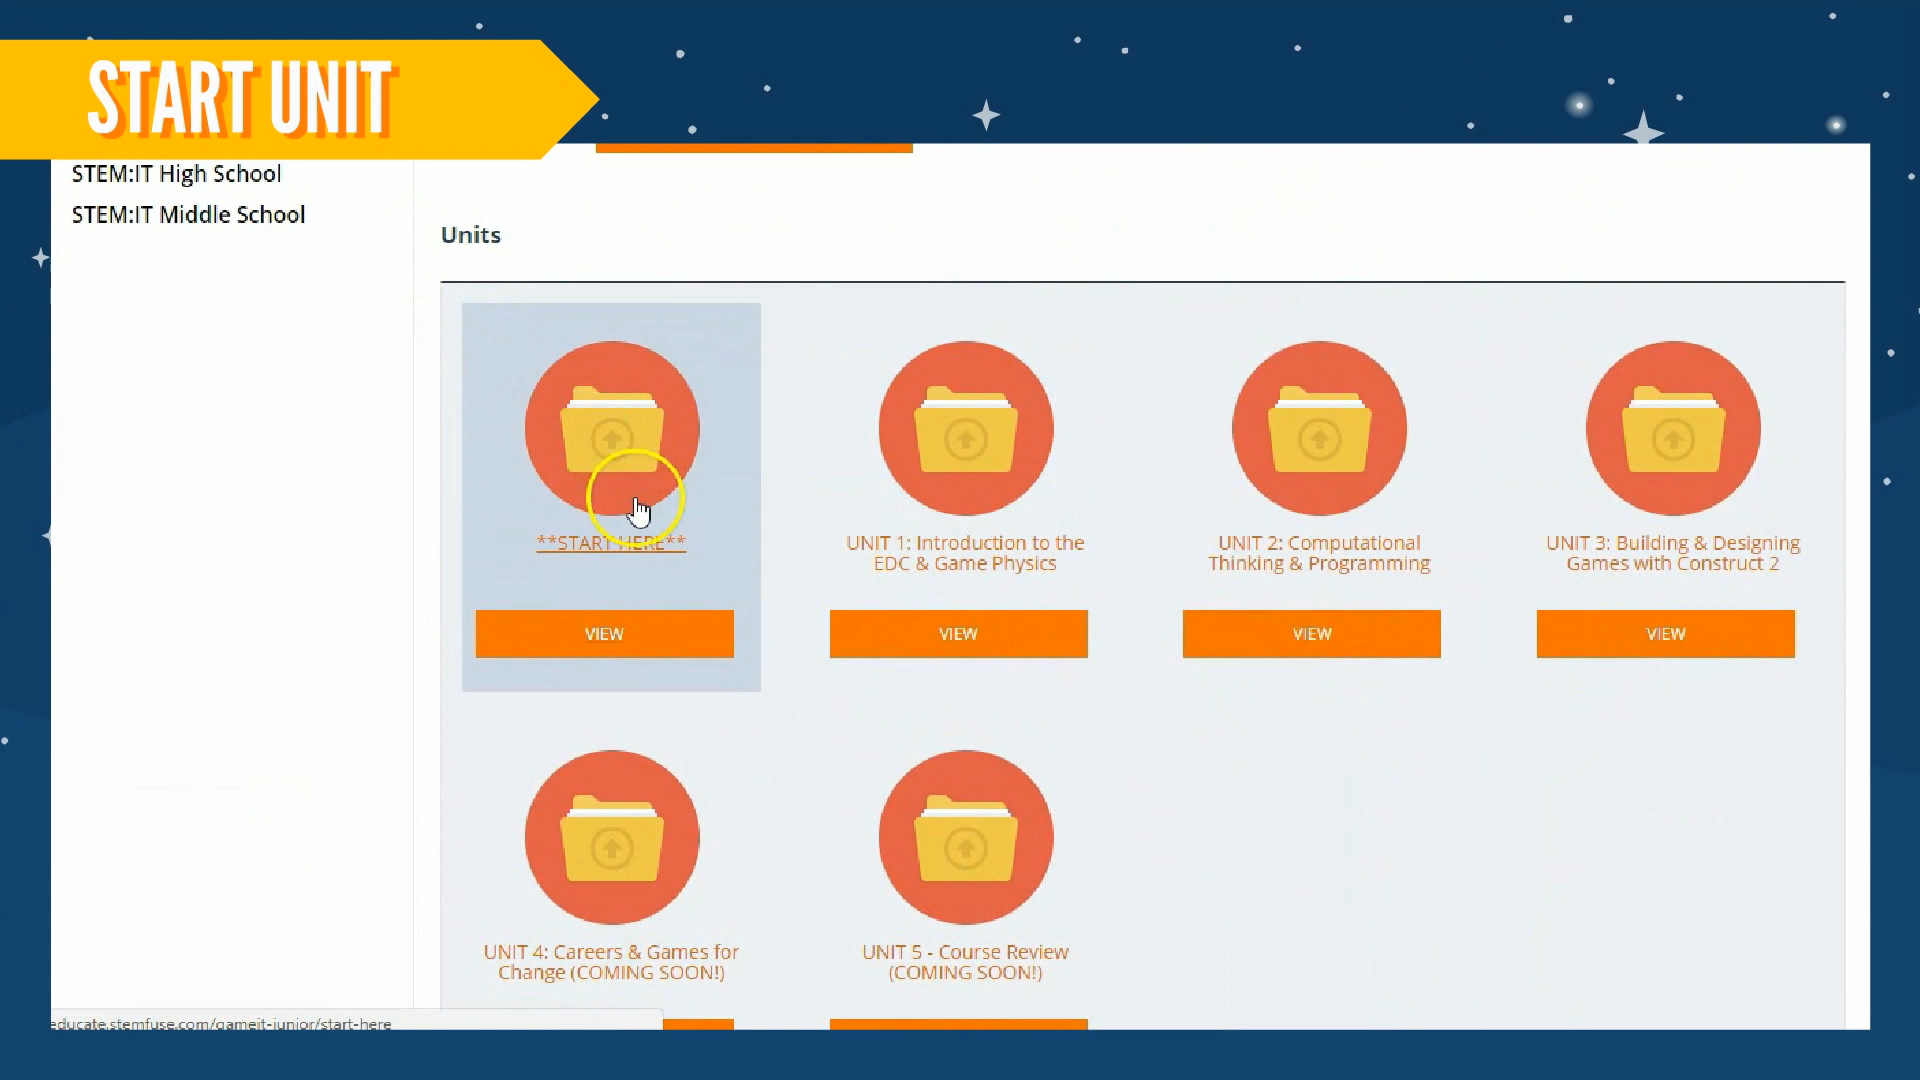 START UNIT
STEM:IT High School
STEM:IT Middle School
Units
**START HERE**
UNIT 1: Introduction to the
EDC & Game Physics
UNIT 2: Computational
Thinking & Programming
UNIT 3: Building & Designing
Games with Construct 2
VIEW
VIEW
VIEW
VIEW
UNIT 4: Careers & Games for
Change (COMING SOON!)
UNIT 5 - Course Review
(COMING SOON!)
educate.stemfuse.com/gameit-junior/start-here